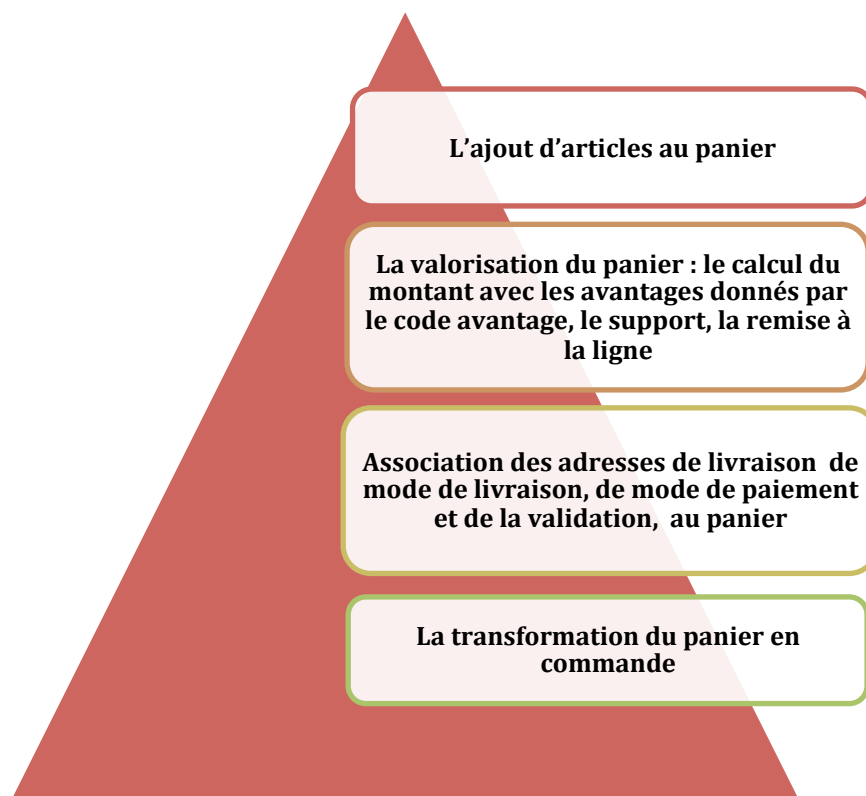 L’ajout d’articles au panier
La valorisation du panier : le calcul du
montant avec les avantages donnés par
le code avantage, le support, la remise à
la ligne
Association des adresses de livraison  de
mode de livraison, de mode de paiement
et de la validation,  au panier
La transformation du panier en
commande